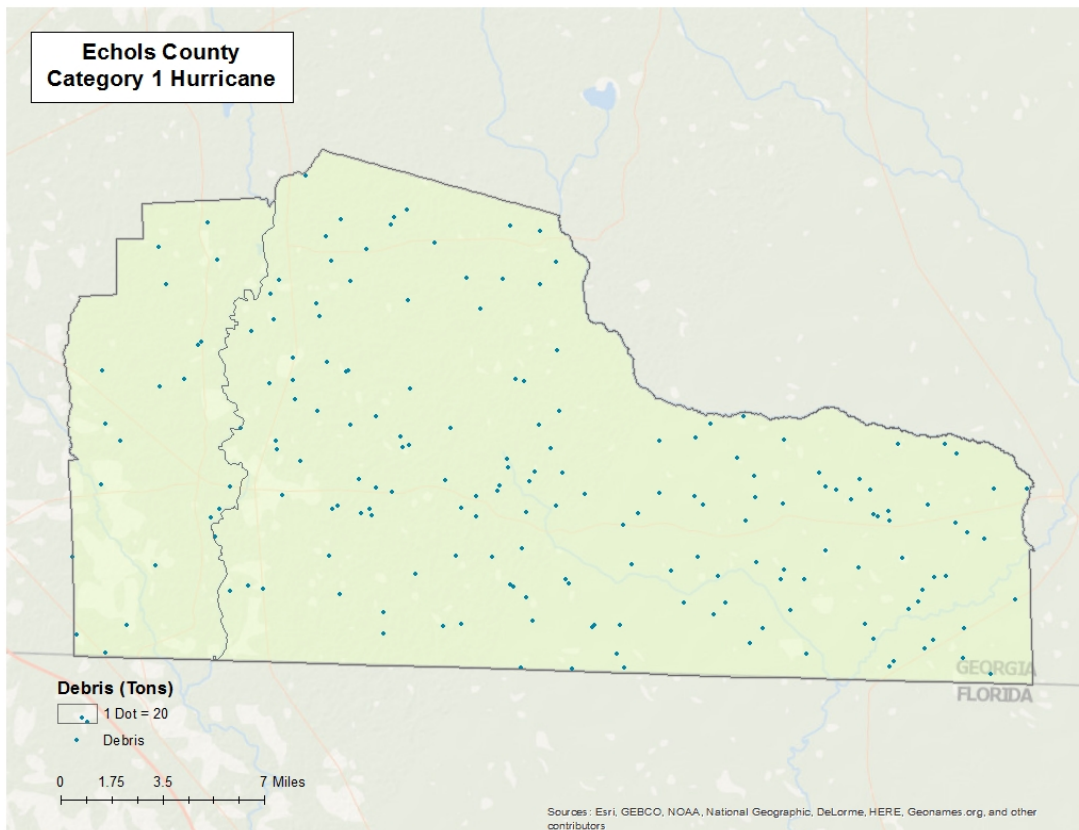 Echols County
Category 1 Hurricane
GEORGIA
FLORIDA
Debris (Tons)
1 Dot = 20
Debris
0 1.75 3.5 7 Miles
Sources: Esri, GEBCO, NOAA, National Geographic, DeLorme, HERE, Geonames.org, and other
contributors